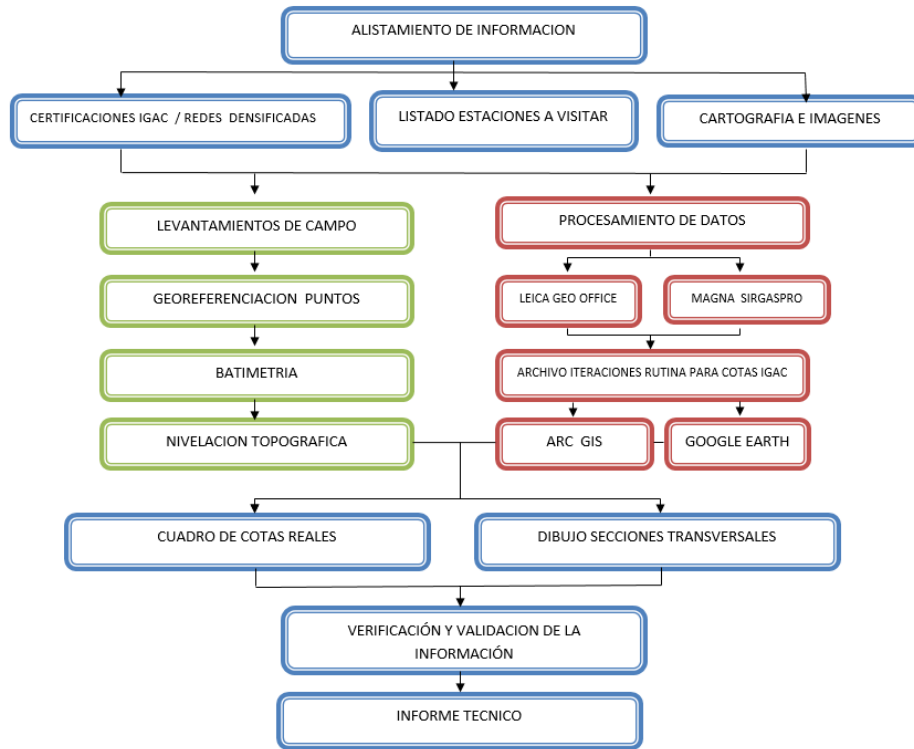 ALISTAMIENTO DE INFORMACION
CERTIFICACIONES IGAC / REDES DENSIFICADAS
LISTADO ESTACIONES A VISITAR
CARTOGRAFIA E IMAGENES
LEVANTAMIENTOS DE CAMPO
PROCESAMIENTO DE DATOS
GEOREFERENCIACION PUNTOS
LEICA GEO OFFICE
MAGNA SIRGASPRO
BATIMETRIA
ARCHIVO ITERACIONES RUTINA PARA COTAS IGAC
NIVELACION TOPOGRAFICA
ARC GIS
GOOGLE EARTH
CUADRO DE COTAS REALES
DIBUJO SECCIONES TRANSVERSALES
VERIFICACIÓN Y VALIDACION DE LA
INFORMACIÓN
INFORME TECNICO